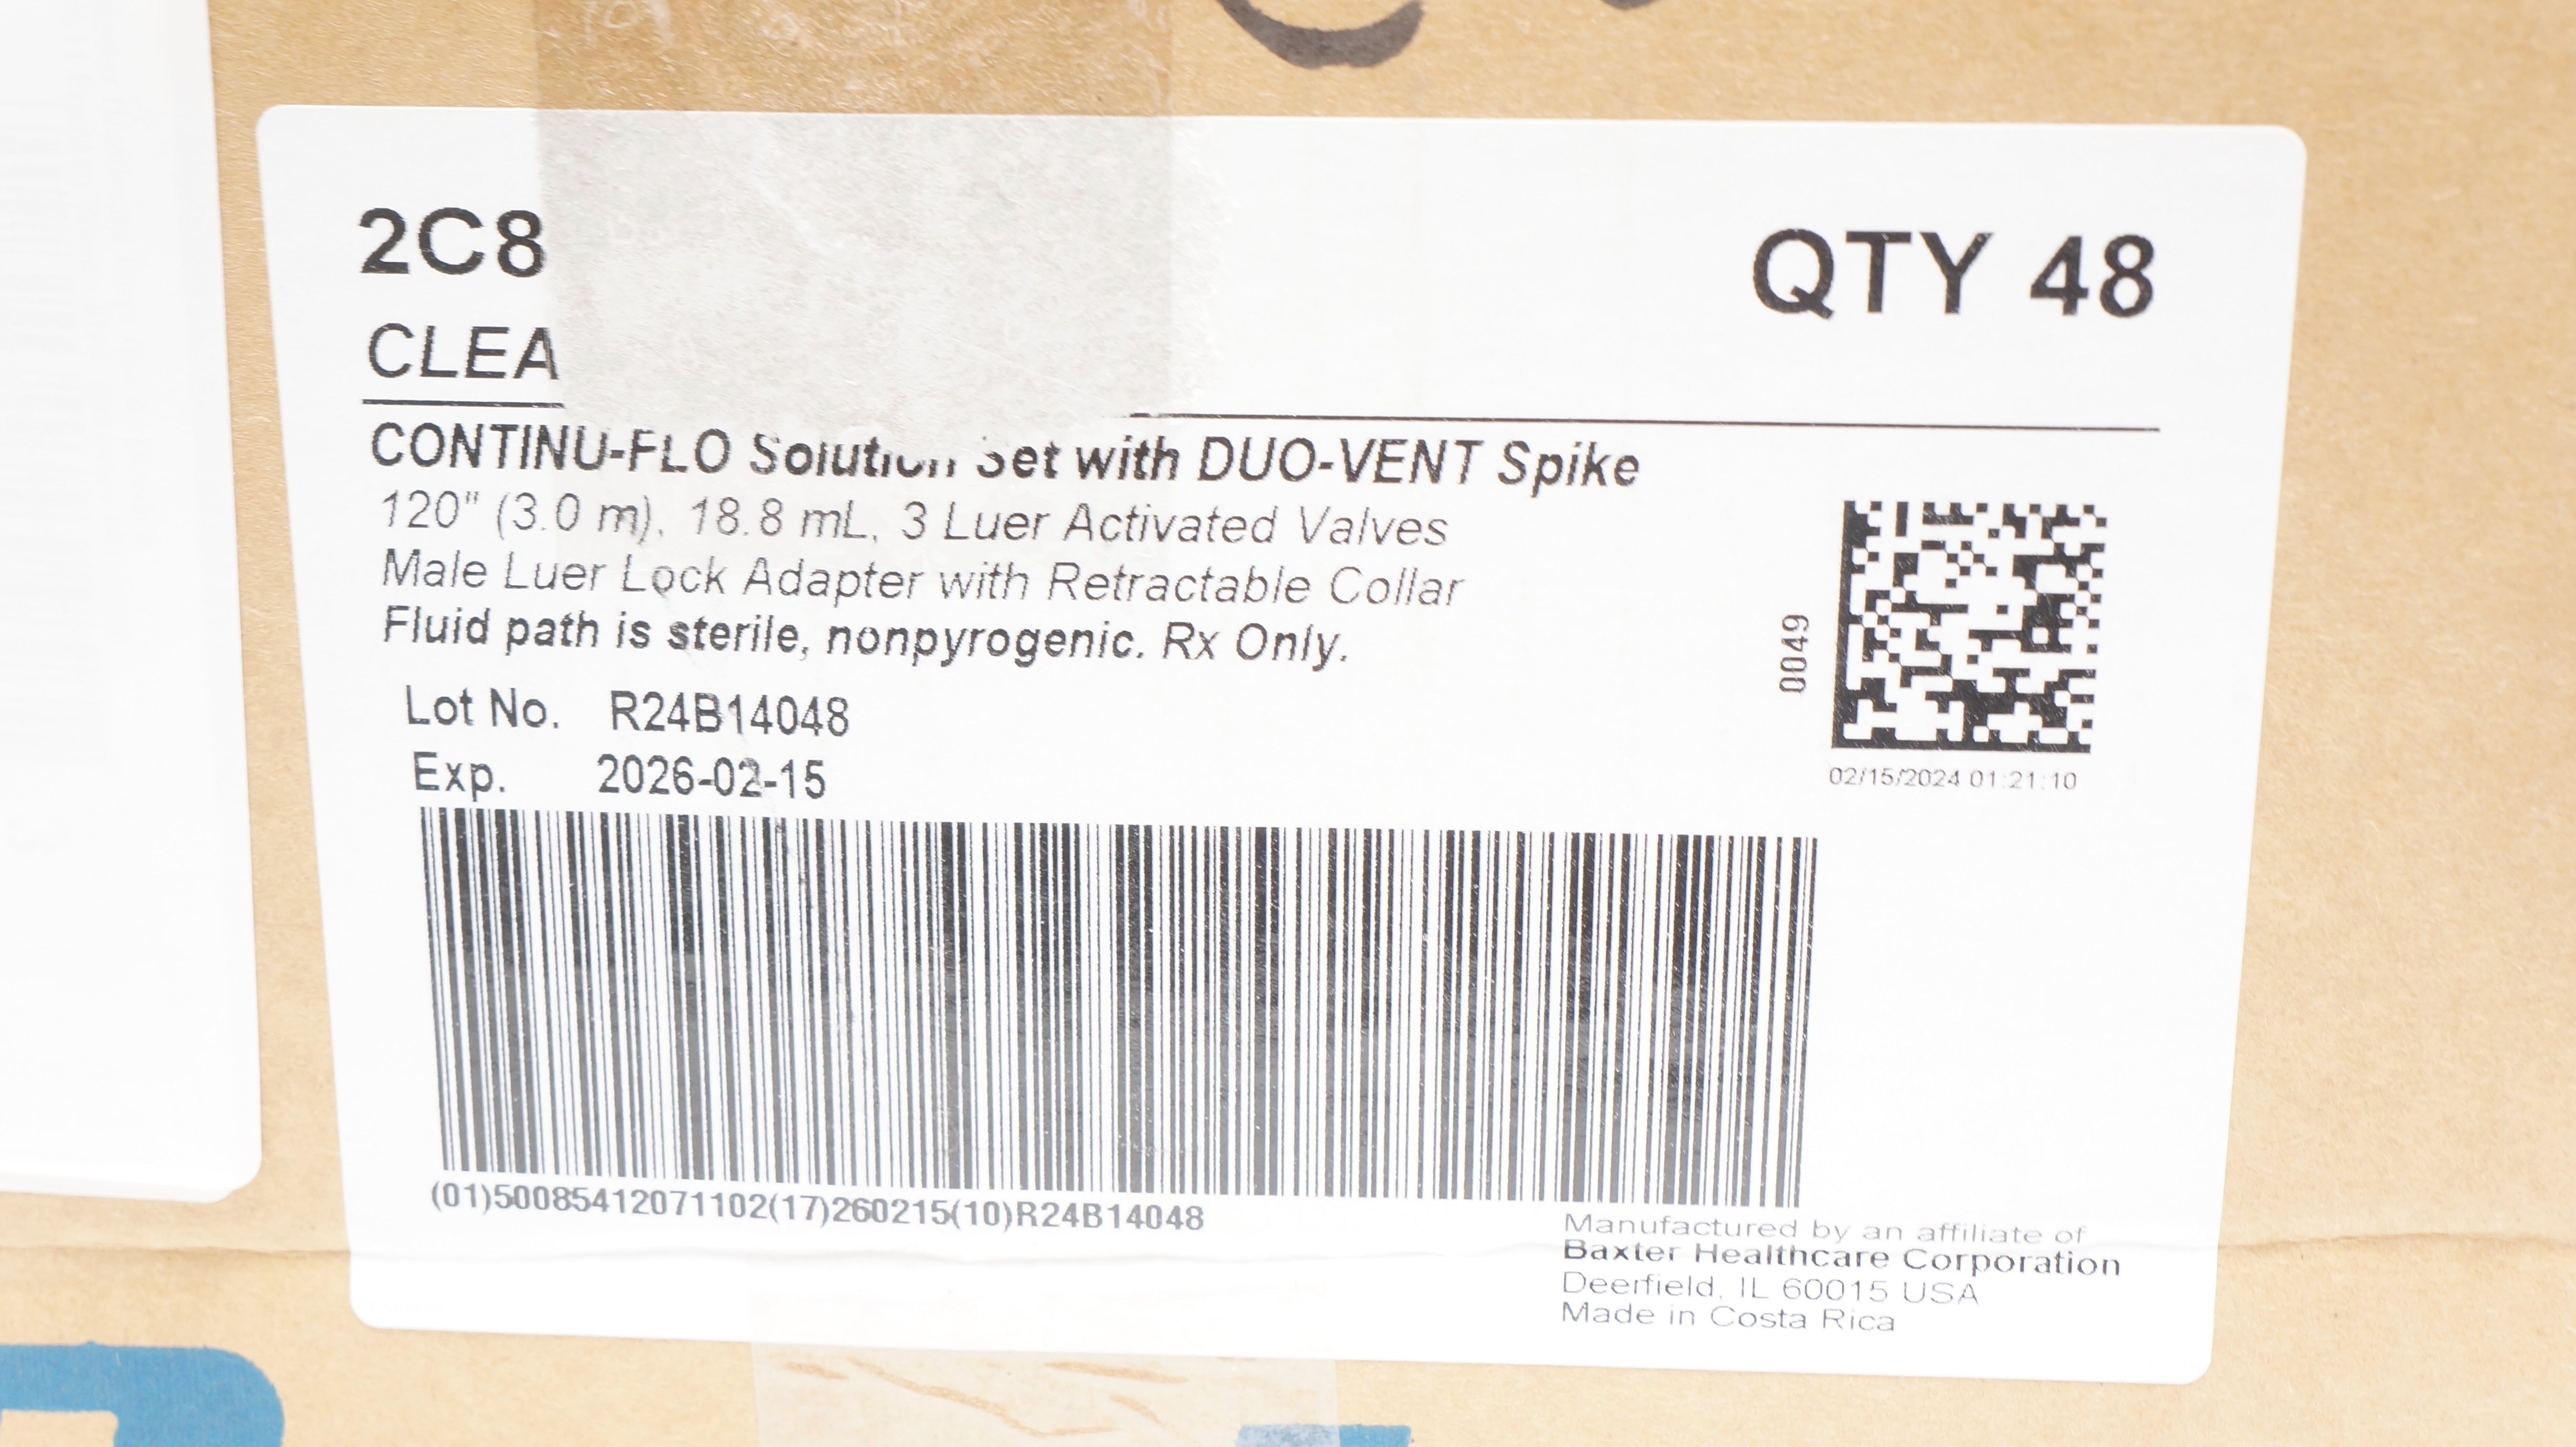 2C8
QTY 48
CLEA
CONTINU-FLO Solution Set with DUO-VENT Spike
120" (3.0 m), 18.8 mL, 3 Luer Activated Valves
Male Luer Lock Adapter with Retractable Collar
Fluid path is sterile, nonpyrogenic. Rx Only.
Lot No. R24B14048
Exp. 2026-02-15
0049
02/15/2024 01:21:10
(01)50085412071102(17)260215(10)R24B14048
Manufactured by an affiliate of
Baxter Healthcare Corporation
Deerfield, IL 60015 USA
Made in Costa Rica